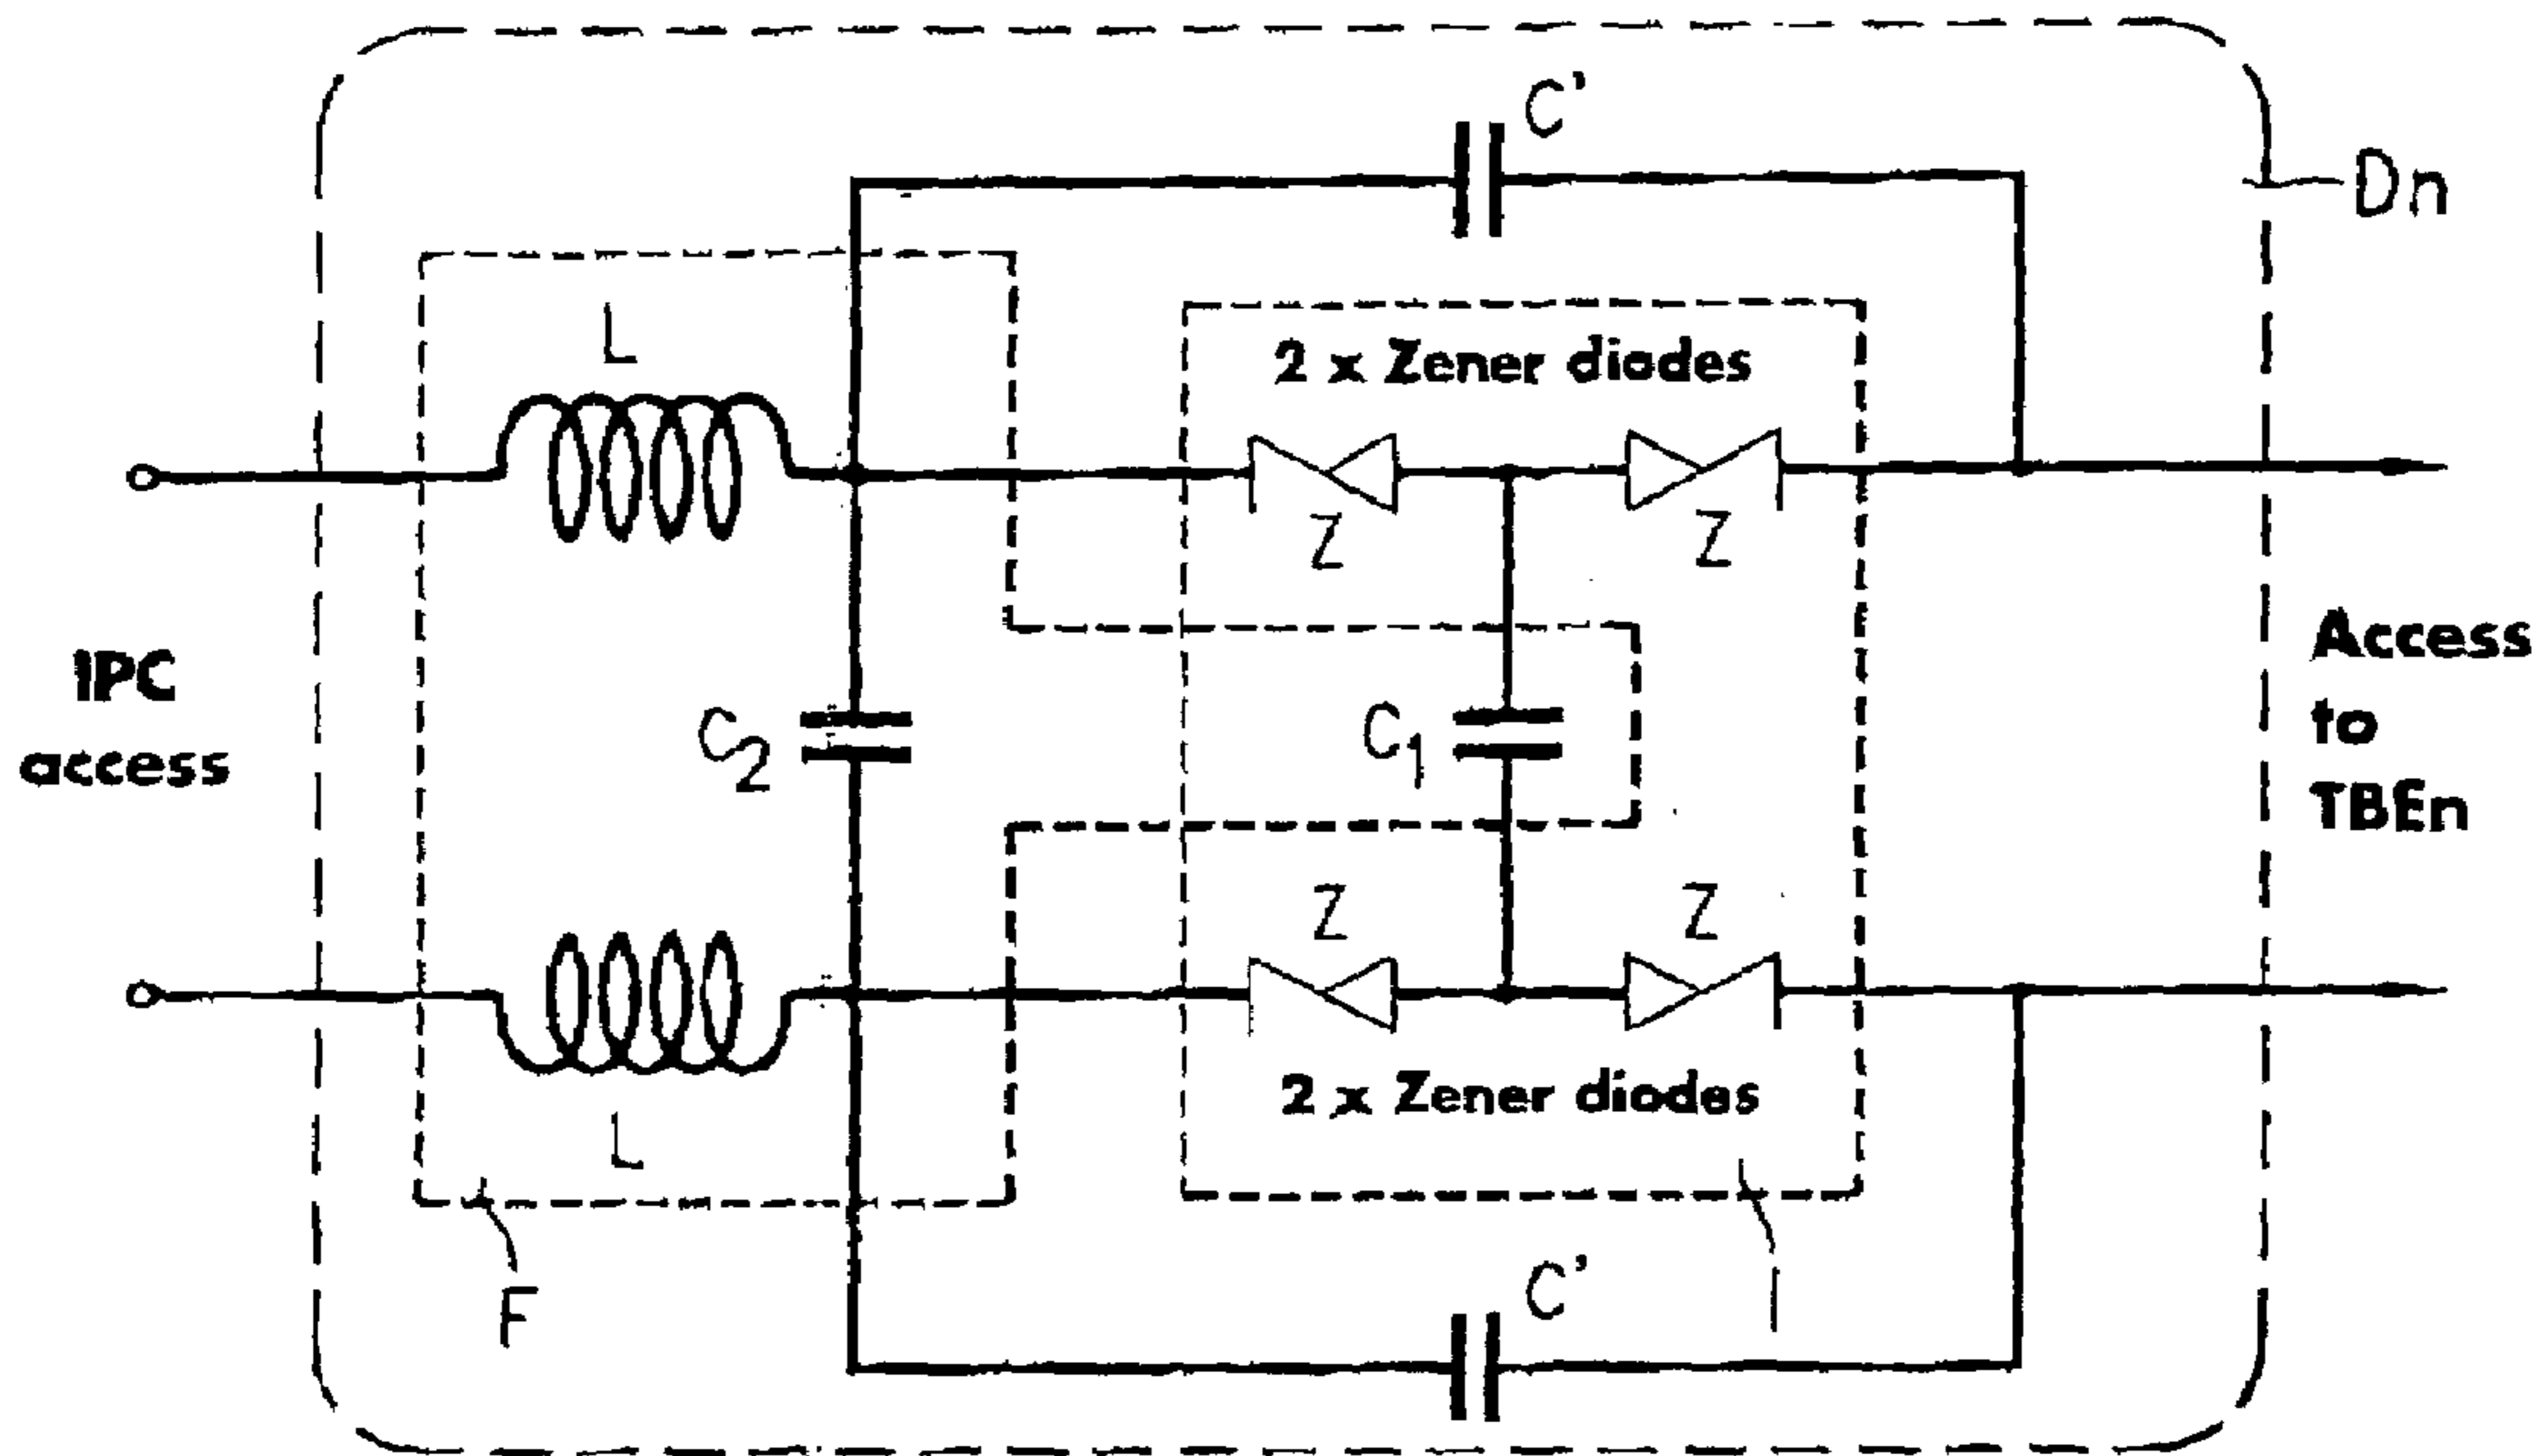 C'
Dn
L
2 x Zener diodes
Z
Z
IPC
access
C2
C1
Access
to
TBEn
Z
Z
2 x Zener diodes
L
F
C'
I